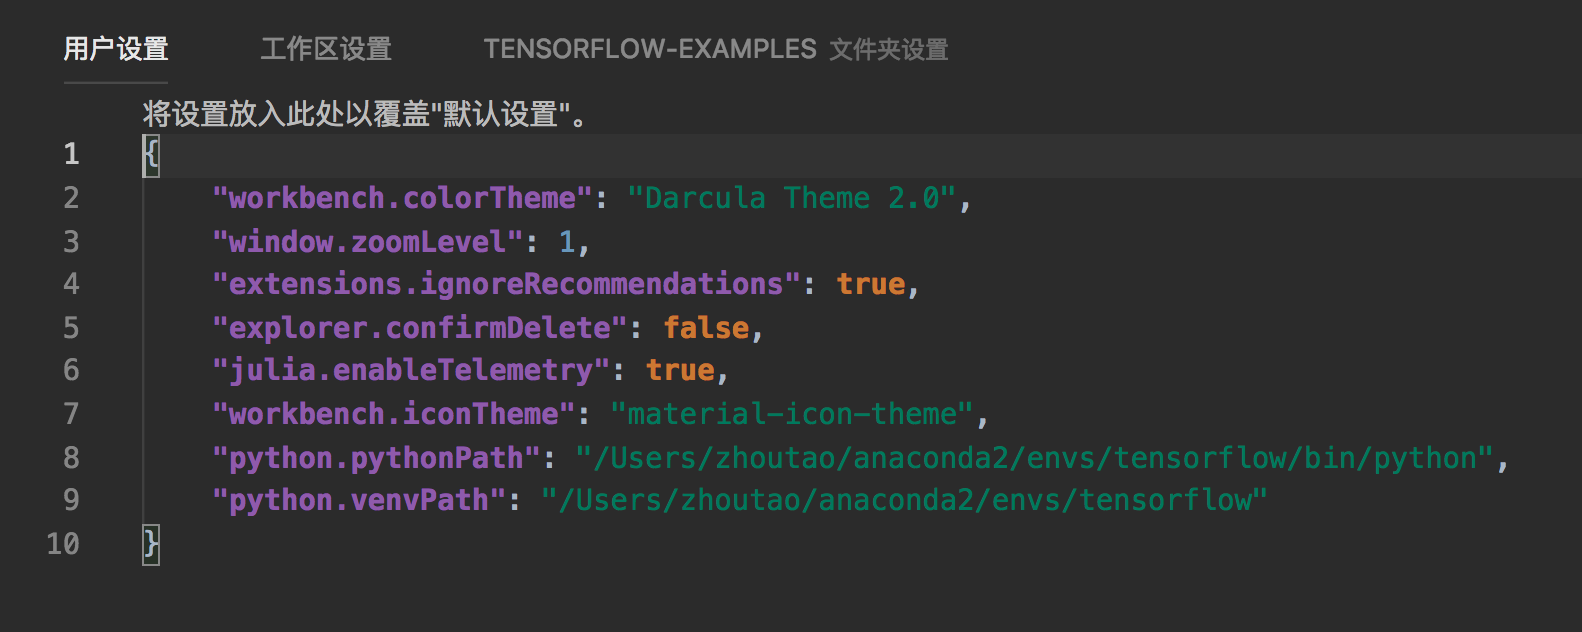 用户设置 工作区设置 TENSORFLOW-EXAMPLES 文件夹设置
将设置放入此处以覆盖"默认设置"。
1 {
2 "workbench.colorTheme": "Darcula Theme 2.0",
3 "window.zoomLevel": 1,
4 "extensions.ignoreRecommendations": true,
5 "explorer.confirmDelete": false,
6 "julia.enableTelemetry": true,
7 "workbench.iconTheme": "material-icon-theme",
8 "python.pythonPath": "/Users/zhoutao/anaconda2/envs/tensorflow/bin/python",
9 "python.venvPath": "/Users/zhoutao/anaconda2/envs/tensorflow"
10 }